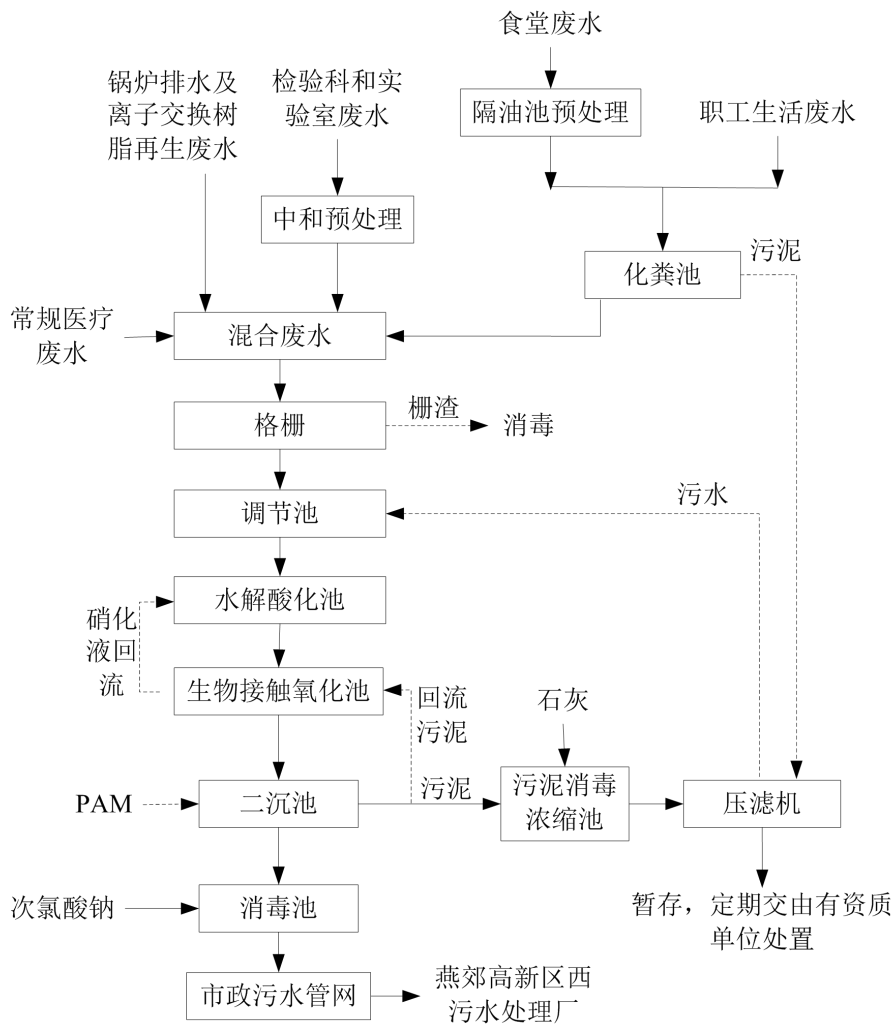 食堂废水
锅炉排水及
离子交换树
脂再生废水
检验科和实
验室废水
隔油池预处理
职工生活废水
中和预处理
化粪池
污泥
常规医疗
废水
混合废水
格栅
栅渣
消毒
调节池
污水
水解酸化池
硝化
液回
流
生物接触氧化池
回流
污泥
石灰
PAM
二沉池
污泥
污泥消毒
浓缩池
压滤机
次氯酸钠
消毒池
暂存，定期交由有资质
单位处置
市政污水管网
燕郊高新区西
污水处理厂